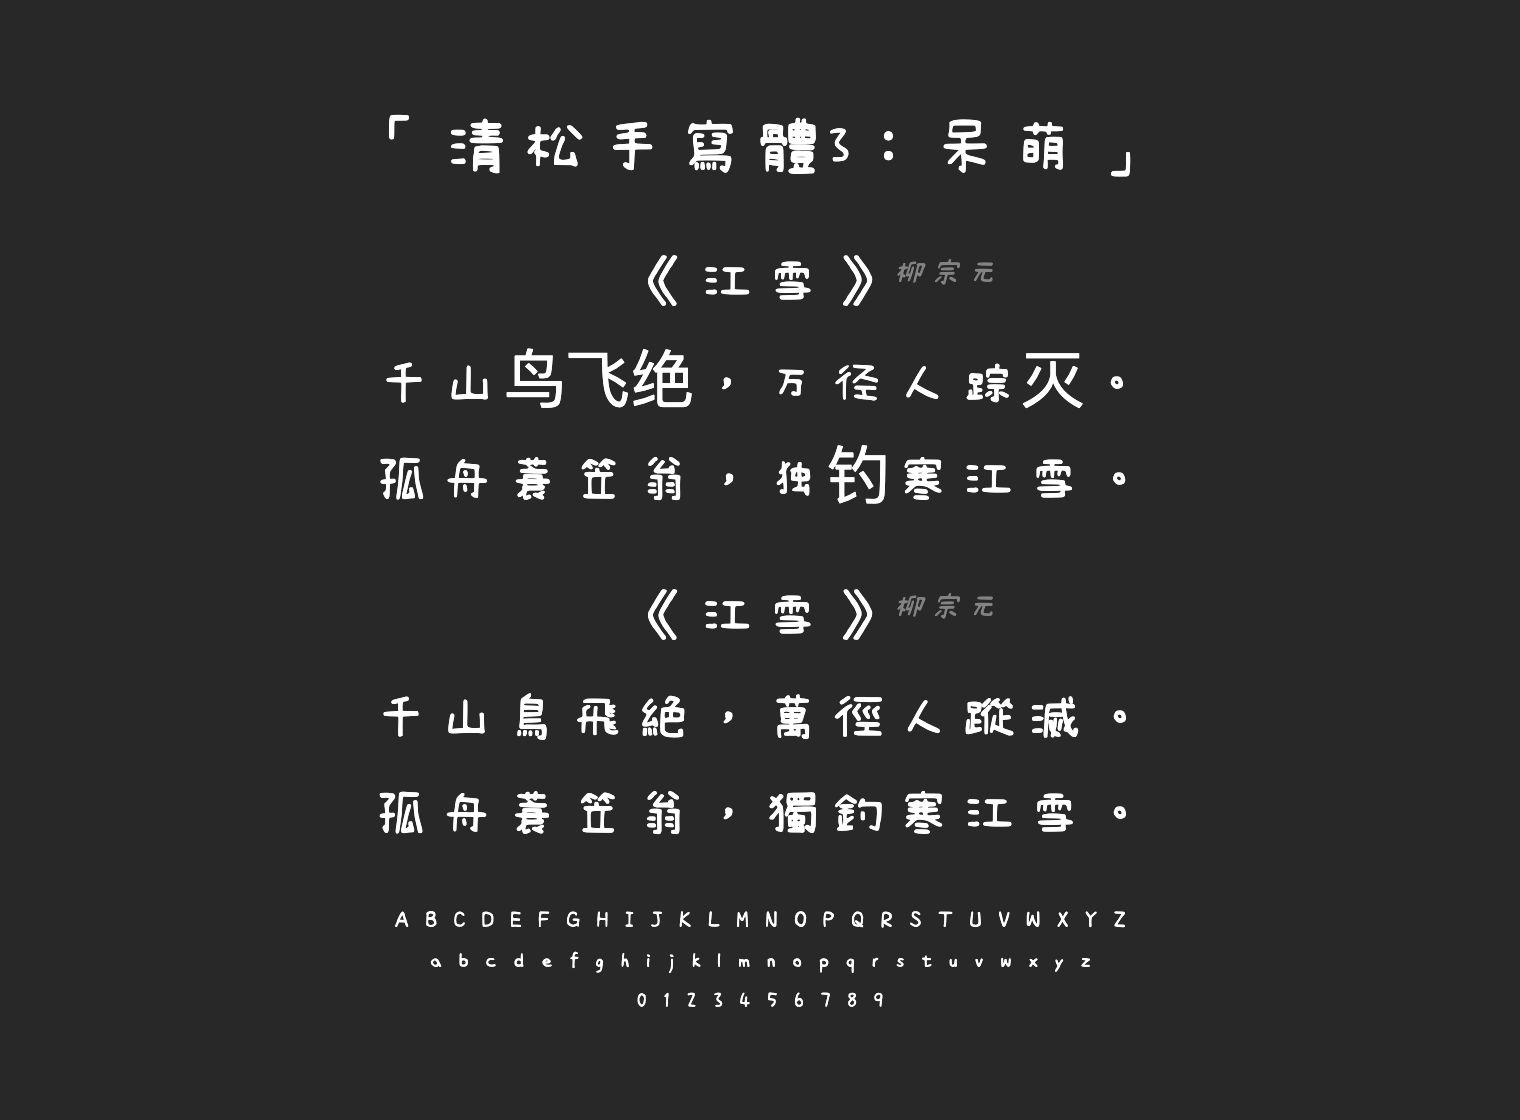 「清松手寫體3：呆萌」
《江雪》柳宗元
千山鸟飞绝，万径人踪灭。
孤舟蓑笠翁，独钓寒江雪。
《江雪》柳宗元
千山鳥飛絕，萬徑人蹤滅。
孤舟蓑笠翁，獨釣寒江雪。
A B C D E F G H I J K L M N O P Q R S T U V W X Y Z
a b c d e f g h i j k l m n o p q r s t u v w x y z
0 1 2 3 4 5 6 7 8 9